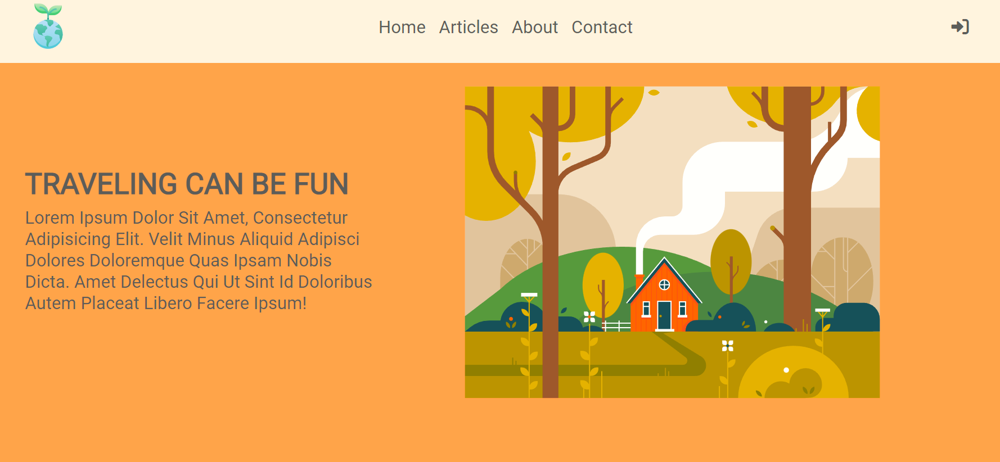 Home Articles About Contact
TRAVELING CAN BE FUN
Lorem Ipsum Dolor Sit Amet, Consectetur
Adipisicing Elit. Velit Minus Aliquid Adipisci
Dolores Doloremque Quas Ipsam Nobis
Dicta. Amet Delectus Qui Ut Sint Id Doloribus
Autem Placeat Libero Facere Ipsum!